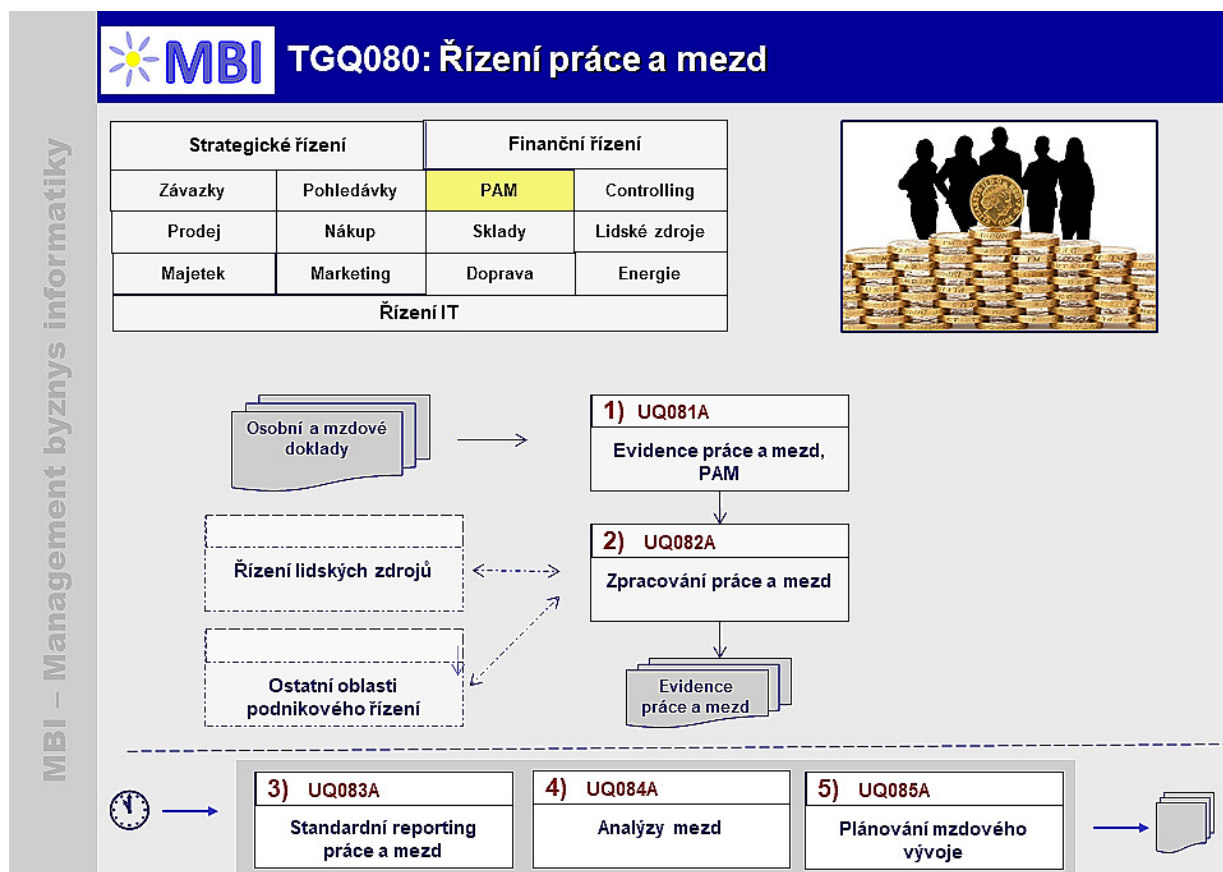 MBI
TGQ080: Řízení práce a mezd
MBI – Management byznys informatiky
Strategické řízení
Finanční řízení
Závazky
Pohledávky
PAM
Controlling
Prodej
Nákup
Sklady
Lidské zdroje
Majetek
Marketing
Doprava
Energie
Řízení IT
Osobní a mzdové
doklady
1) UQ081A
Evidence práce a mezd,
PAM
2) UQ082A
Zpracování práce a mezd
Řízení lidských zdrojů
Ostatní oblasti
podnikového řízení
Evidence
práce a mezd
3) UQ083A
Standardní reporting
práce a mezd
4) UQ084A
Analýzy mezd
5) UQ085A
Plánování mzdového
vývoje